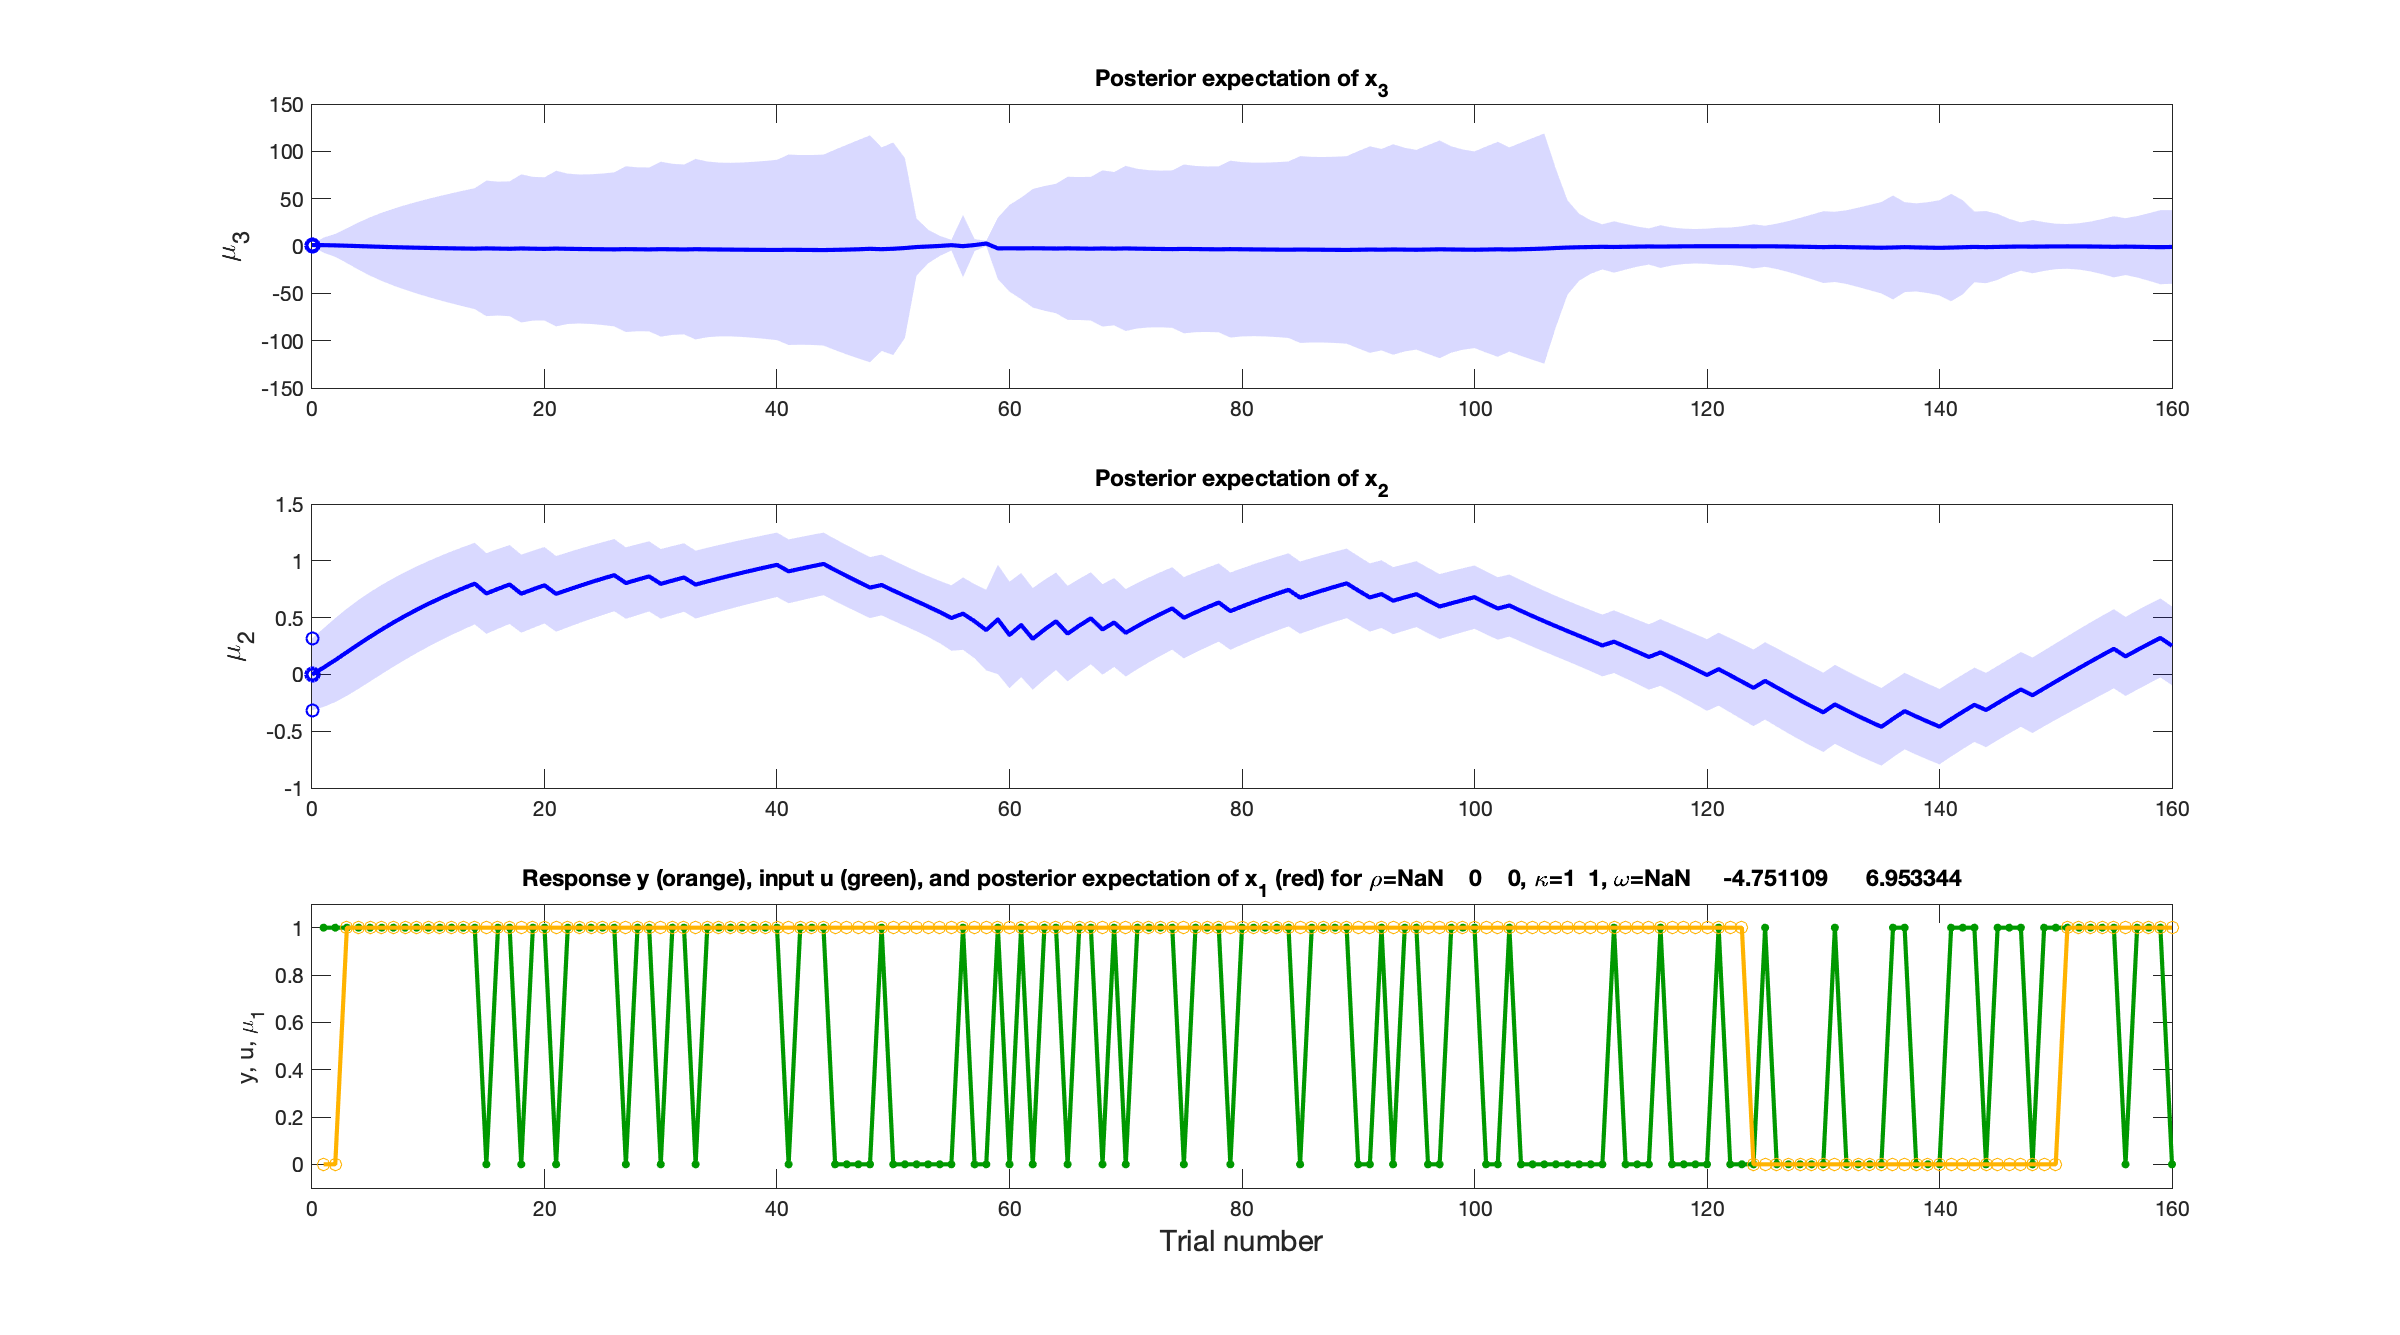 Posterior expectation of x3
150
100
50
0
-50
-100
-150
μ3
0 20 40 60 80 100 120 140 160
Posterior expectation of x2
1.5
1
0.5
0
-0.5
-1
μ2
0 20 40 60 80 100 120 140 160
Response y (orange), input u (green), and posterior expectation of x1 (red) for ρ=NaN 0 0, κ=1 1, ω=NaN -4.751109 6.953344
1
0.8
0.6
0.4
0.2
0
y, u, μ1
0 20 40 60 80 100 120 140 160
Trial number